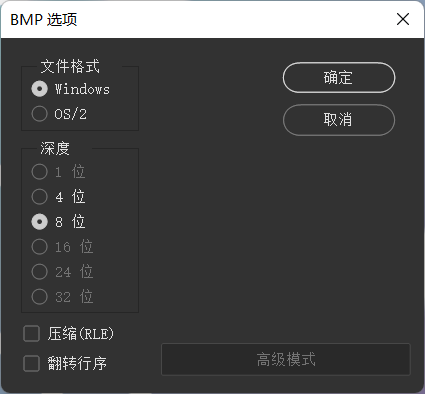 BMP 选项
文件格式
Windows
OS/2
确定
取消
深度
1 位
4 位
8 位
16 位
24 位
32 位
压缩(RLE)
翻转行序
高级模式